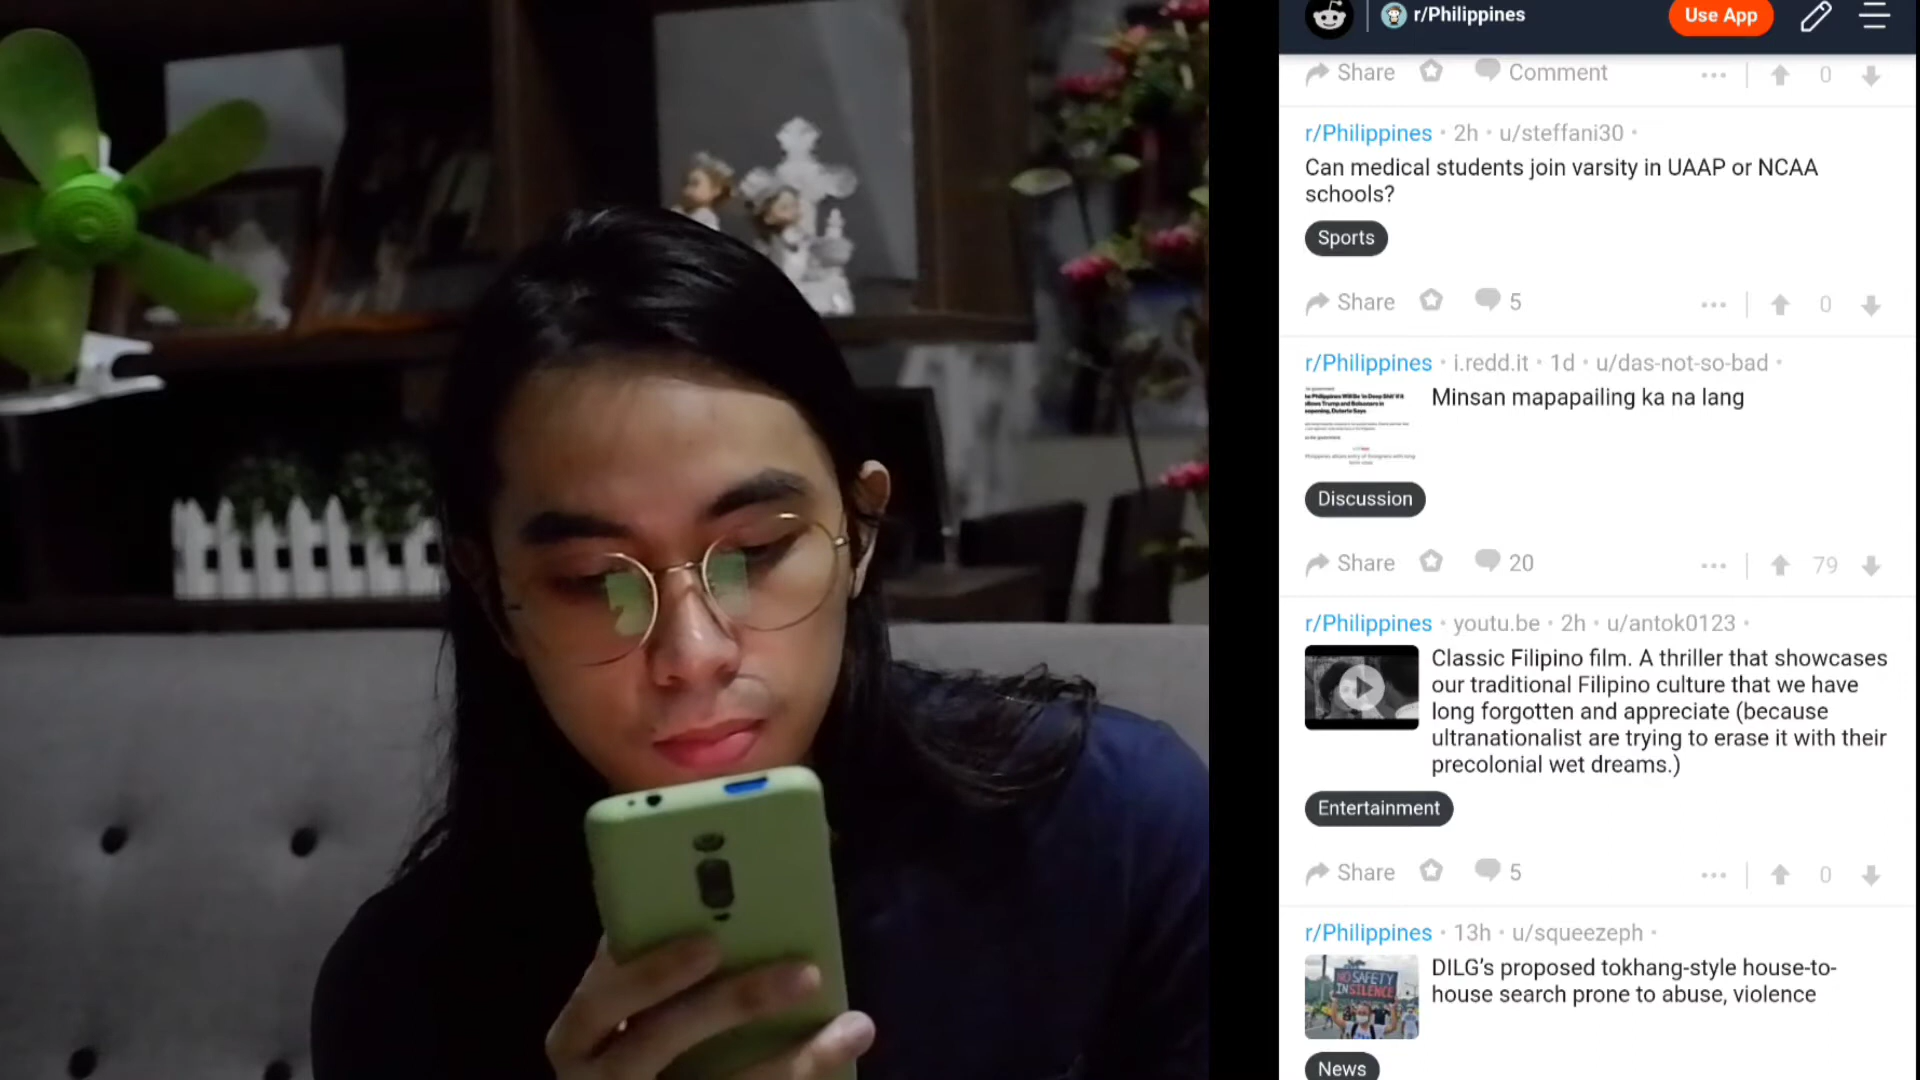 r/Philippines
Use App
Share
Comment
0
r/Philippines • 2h • u/steffani30 •
Can medical students join varsity in UAAP or NCAA
schools?
Sports
Share
5
0
r/Philippines • i.redd.it • 1d • u/das-not-so-bad •
Minsan mapapailing ka na lang
Discussion
Share
20
79
r/Philippines • youtu.be • 2h • u/antok0123 •
Classic Filipino film. A thriller that showcases
our traditional Filipino culture that we have
long forgotten and appreciate (because
ultranationalist are trying to erase it with their
precolonial wet dreams.)
Entertainment
Share
5
0
r/Philippines • 13h • u/squeezeph •
DILG’s proposed tokhang-style house-to-
house search prone to abuse, violence
NO SAFETY
IN SILENCE
News